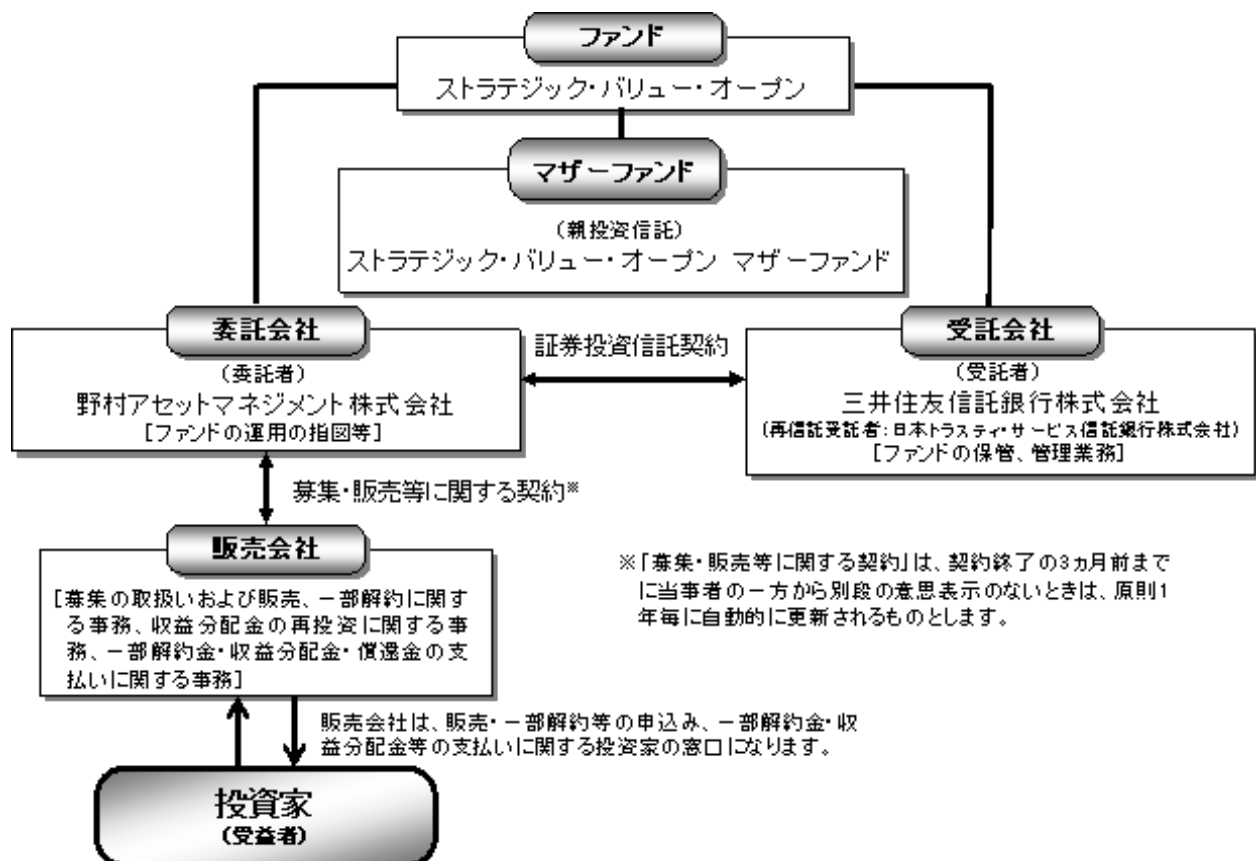 ファンド
ストラテジック・バリュー・オープン
マザーファンド
(親投資信託)
ストラテジック・バリュー・オープン マザーファンド
委託会社
(委託者)
野村アセットマネジメント株式会社
[ファンドの運用の指図等]
証券投資信託契約
受託会社
(受託者)
三井住友信託銀行株式会社
(再信託受託者:日本トラスティ・サービス信託銀行株式会社)
[ファンドの保管、管理業務]
募集・販売等に関する契約※
販売会社
[募集の取扱いおよび販売、一部解約に関す
る事務、収益分配金の再投資に関する事
務、一部解約金・収益分配金・償還金の支
払いに関する事務]
※「募集・販売等に関する契約」は、契約終了の3ヵ月前まで
に当事者の一方から別段の意思表示のないときは、原則1
年毎に自動的に更新されるものとします。
販売会社は、販売・一部解約等の申込み、一部解約金・収
益分配金等の支払いに関する投資家の窓口になります。
投資家
(受益者)